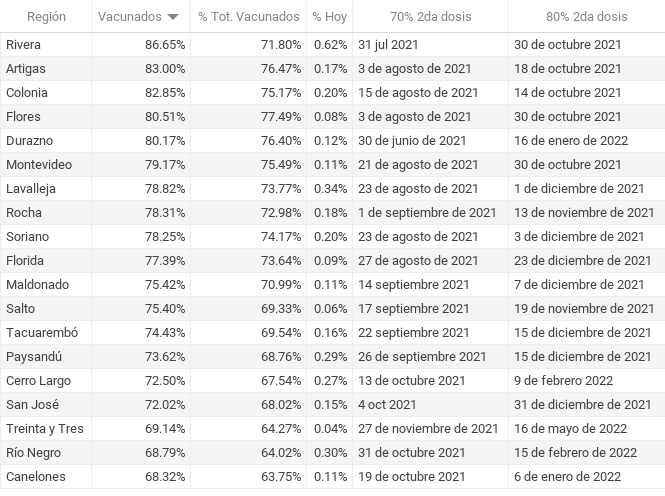 Región Vacunados % Tot. Vacunados % Hoy 70% 2da dosis 80% 2da dosis
Rivera 86.65% 71.80% 0.62% 31 jul 2021 30 de octubre 2021
Artigas 83.00% 76.47% 0.17% 3 de agosto de 2021 18 de octubre 2021
Colonia 82.85% 75.17% 0.20% 15 de agosto de 2021 14 de octubre 2021
Flores 80.51% 77.49% 0.08% 3 de agosto de 2021 30 de octubre 2021
Durazno 80.17% 76.40% 0.12% 30 de junio de 2021 16 de enero de 2022
Montevideo 79.17% 75.49% 0.11% 21 de agosto de 2021 30 de octubre 2021
Lavalleja 78.82% 73.77% 0.34% 23 de agosto de 2021 1 de diciembre de 2021
Rocha 78.31% 72.98% 0.18% 1 de septiembre de 2021 13 de noviembre de 2021
Soriano 78.25% 74.17% 0.20% 23 de agosto de 2021 3 de diciembre de 2021
Florida 77.39% 73.64% 0.09% 27 de agosto de 2021 23 de diciembre de 2021
Maldonado 75.42% 70.99% 0.11% 14 septiembre 2021 7 de diciembre de 2021
Salto 75.40% 69.33% 0.06% 17 septiembre 2021 19 de noviembre de 2021
Tacuarembó 74.43% 69.54% 0.16% 22 septiembre 2021 15 de diciembre de 2021
Paysandú 73.62% 68.76% 0.29% 26 de septiembre 2021 15 de diciembre de 2021
Cerro Largo 72.50% 67.54% 0.27% 13 de octubre 2021 9 de febrero 2022
San José 72.02% 68.02% 0.15% 4 oct 2021 31 de diciembre de 2021
Treinta y Tres 69.14% 64.27% 0.04% 27 de noviembre de 2021 16 de mayo de 2022
Río Negro 68.79% 64.02% 0.30% 31 de octubre 2021 15 de febrero de 2022
Canelones 68.32% 63.75% 0.11% 19 de octubre 2021 6 de enero de 2022